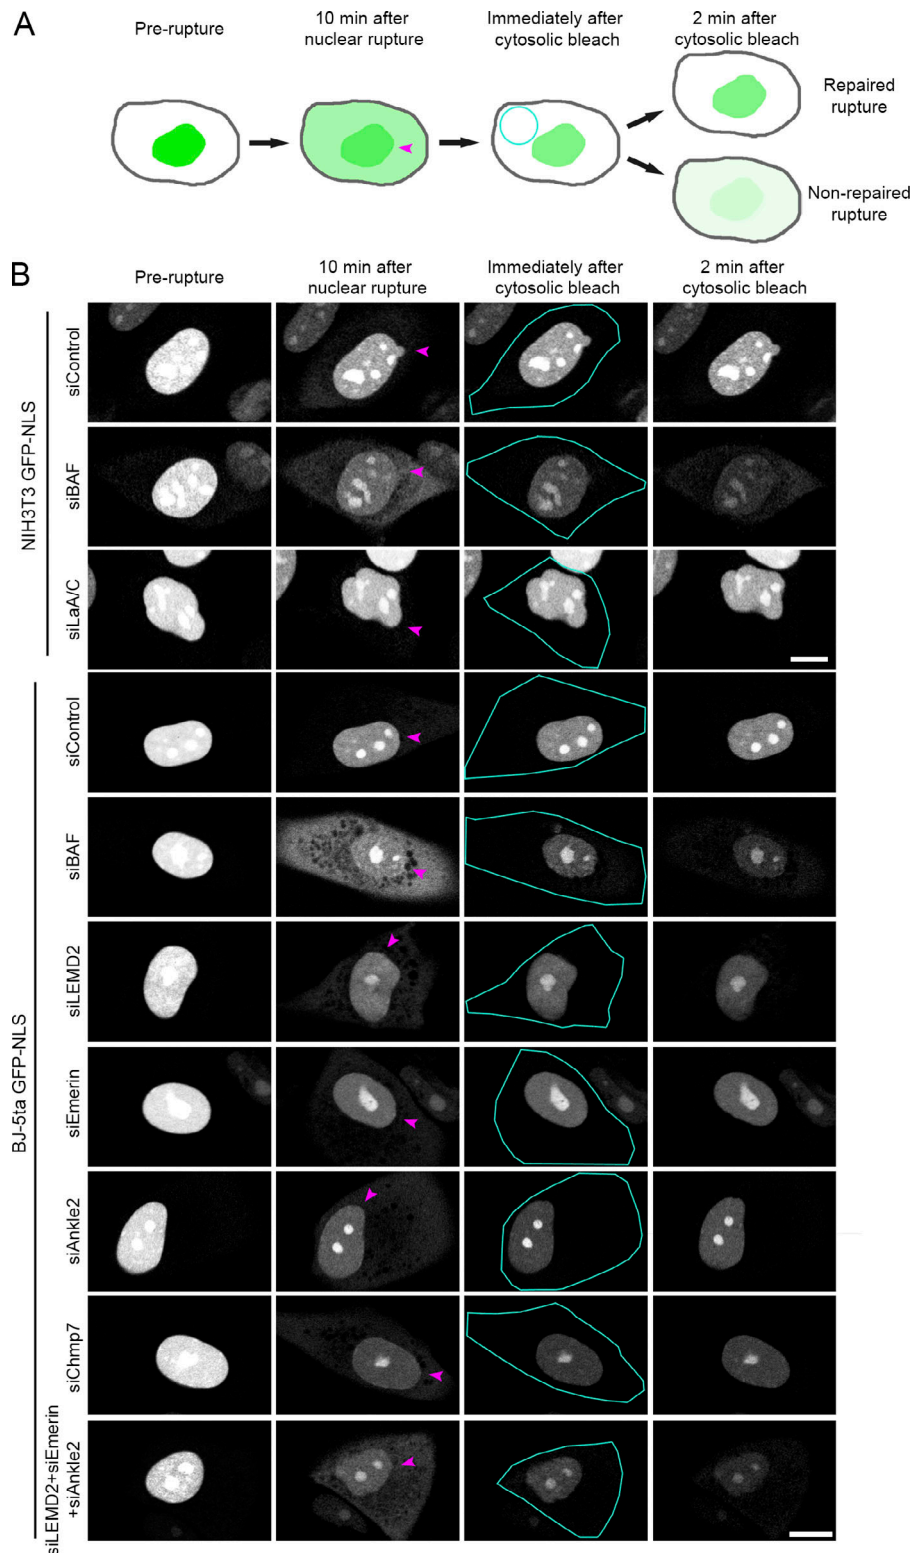 A
Pre-rupture
10 min after
nuclear rupture
Immediately after
cytosolic bleach
2 min after
cytosolic bleach
Repaired
rupture
Non-repaired
rupture
B
Pre-rupture
10 min after
nuclear rupture
Immediately after
cytosolic bleach
2 min after
cytosolic bleach
NIH3T3 GFP-NLS
siControl
siBAF
siLaA/C
BJ-5ta GFP-NLS
siControl
siBAF
siLEMD2
siEmerin
siAnkle2
siChmp7
siLEMD2+siEmerin
+siAnkle2